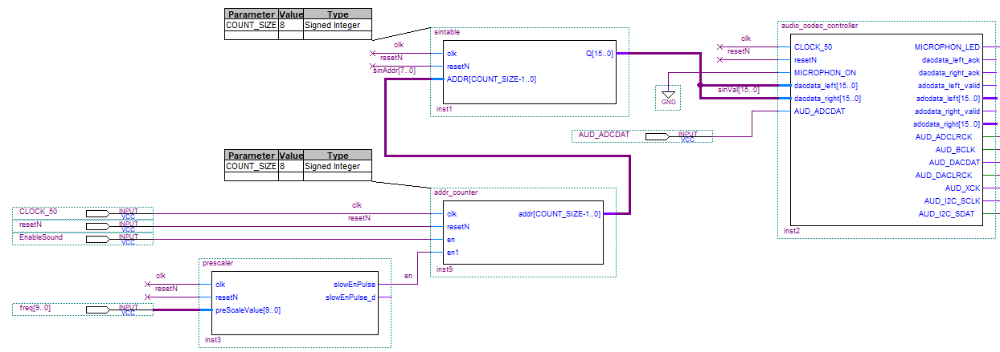 Parameter Value Type
COUNT_SIZE 8 Signed Integer
sintable
clk
resetN
sinAddr[7..0]
clk
resetN
ADDR[COUNT_SIZE-1..0]
Q[15..0]
inst1
audio_codec_controller
clk
resetN
CLOCK_50
resetN
MICROPHON_ON
dacdata_left[15..0]
dacdata_right[15..0]
AUD_ADCDAT
MICROPHON_LED
dacdata_left_ack
dacdata_right_ack
adcdata_left_valid
adcdata_left[15..0]
adcdata_right_valid
adcdata_right[15..0]
AUD_ADCLRCK
AUD_BCLK
AUD_DACDAT
AUD_DACLRCK
AUD_XCK
AUD_I2C_SCLK
AUD_I2C_SDAT
inst2
sinVal[15..0]
GND
AUD_ADCDAT INPUT
VCC
Parameter Value Type
COUNT_SIZE 8 Signed Integer
addr_counter
clk
resetN
clk
resetN
en
en1
addr[COUNT_SIZE-1..0]
inst9
CLOCK_50 INPUT
VCC
resetN INPUT
VCC
EnableSound INPUT
VCC
prescaler
clk
resetN
clk
resetN
preScaleValue[9..0]
slowEnPulse
slowEnPulse_d
en
inst3
freq[9..0] INPUT
VCC